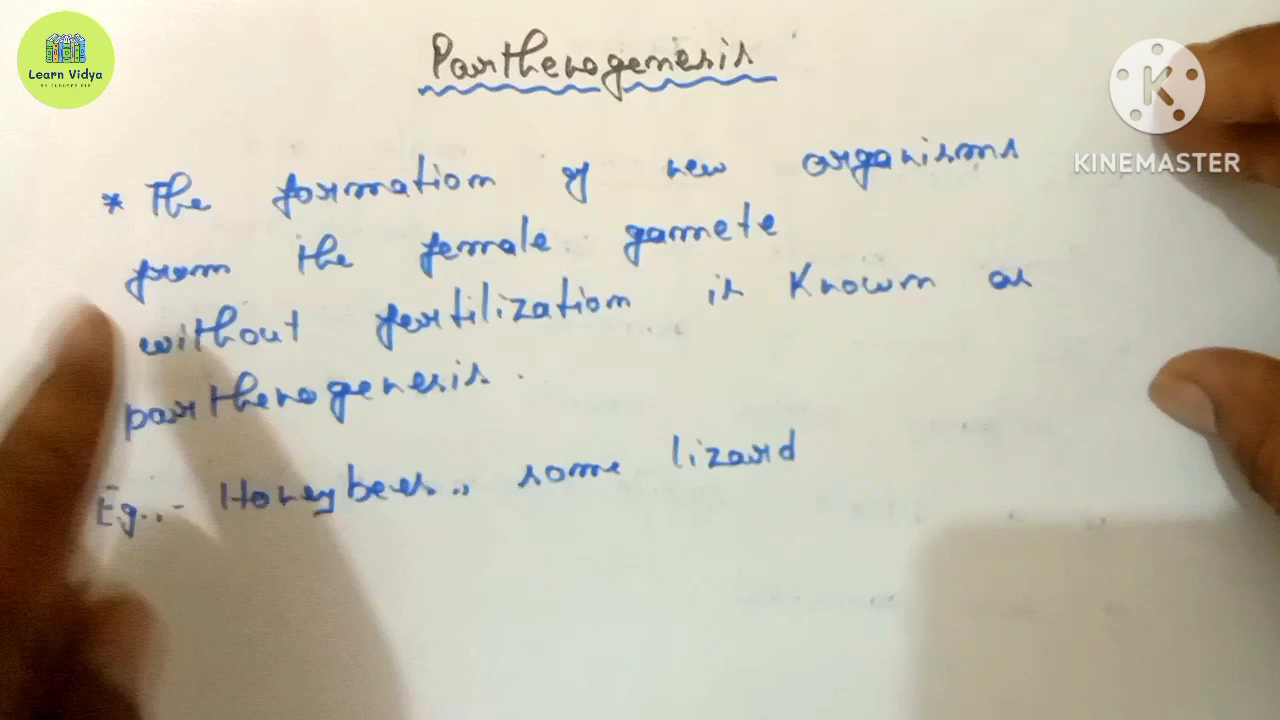 Learn Vidya
Parthenogenesis
KINEMASTER
* The formation of new organisms
from the female gamete
without fertilization is known as
parthenogenesis.
Eg.:- Honeybees., some lizard